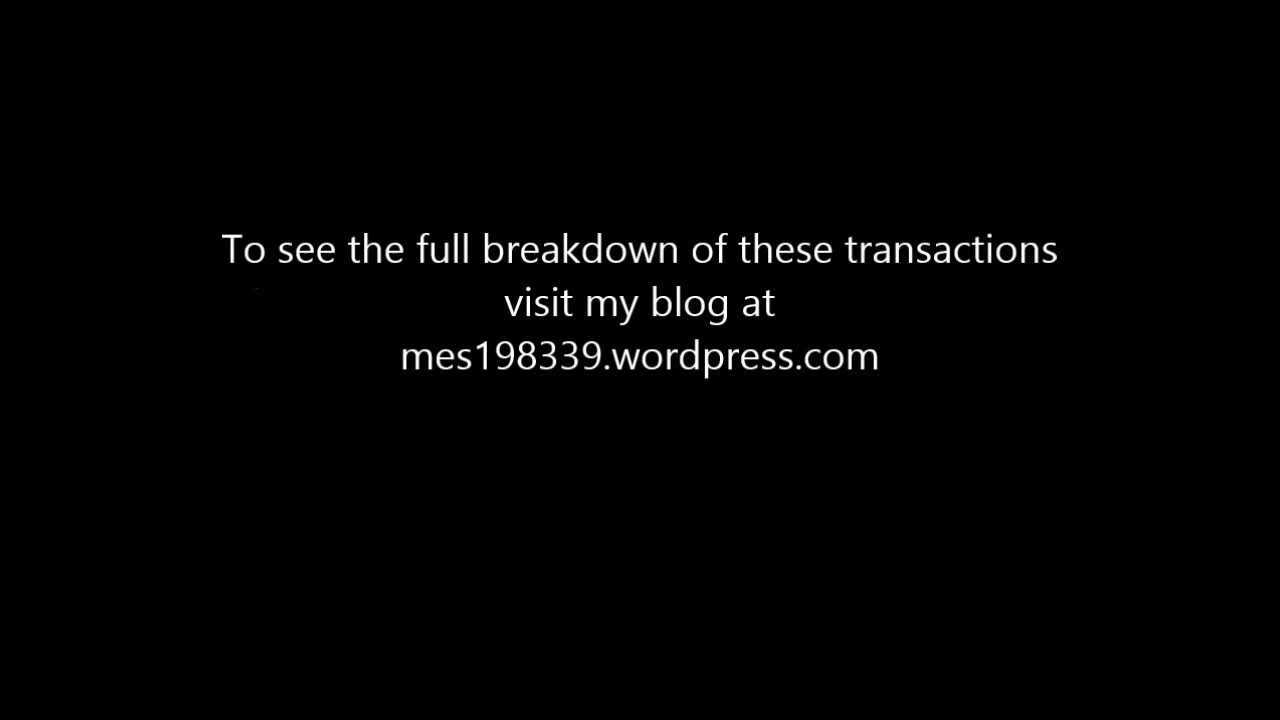 To see the full breakdown of these transactions
visit my blog at
mes198339.wordpress.com